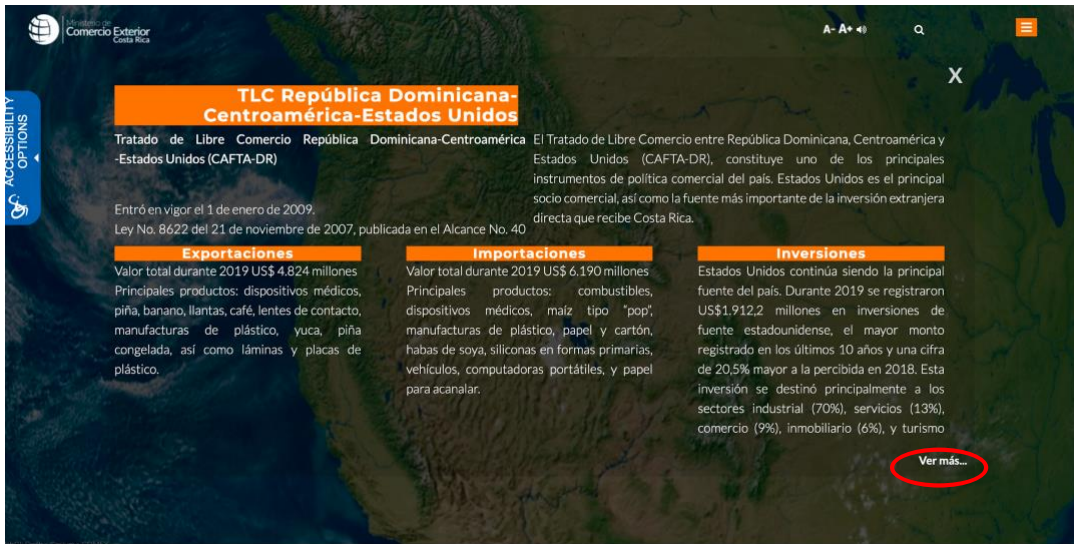 Ministerio de
Comercio Exterior
Costa Rica
A- A+
X
ACCESSIBILITY
OPTIONS
TLC República Dominicana-
Centroamérica-Estados Unidos
Tratado de Libre Comercio República Dominicana-Centroamérica
-Estados Unidos (CAFTA-DR)
Entró en vigor el 1 de enero de 2009.
Ley No. 8622 del 21 de noviembre de 2007, publicada en el Alcance No. 40
El Tratado de Libre Comercio entre República Dominicana, Centroamérica y
Estados Unidos (CAFTA-DR), constituye uno de los principales
instrumentos de política comercial del país. Estados Unidos es el principal
socio comercial, así como la fuente más importante de la inversión extranjera
directa que recibe Costa Rica.
Exportaciones
Valor total durante 2019 US$ 4.824 millones
Principales productos: dispositivos médicos,
piña, banano, llantas, café, lentes de contacto,
manufacturas de plástico, yuca, piña
congelada, así como láminas y placas de
plástico.
Importaciones
Valor total durante 2019 US$ 6.190 millones
Principales productos: combustibles,
dispositivos médicos, maíz tipo "pop",
manufacturas de plástico, papel y cartón,
habas de soya, siliconas en formas primarias,
vehículos, computadoras portátiles, y papel
para acanalar.
Inversiones
Estados Unidos continúa siendo la principal
fuente del país. Durante 2019 se registraron
US$1.912,2 millones en inversiones de
fuente estadounidense, el mayor monto
registrado en los últimos 10 años y una cifra
de 20,5% mayor a la percibida en 2018. Esta
inversión se destinó principalmente a los
sectores industrial (70%), servicios (13%),
comercio (9%), inmobiliario (6%), y turismo
Ver más...